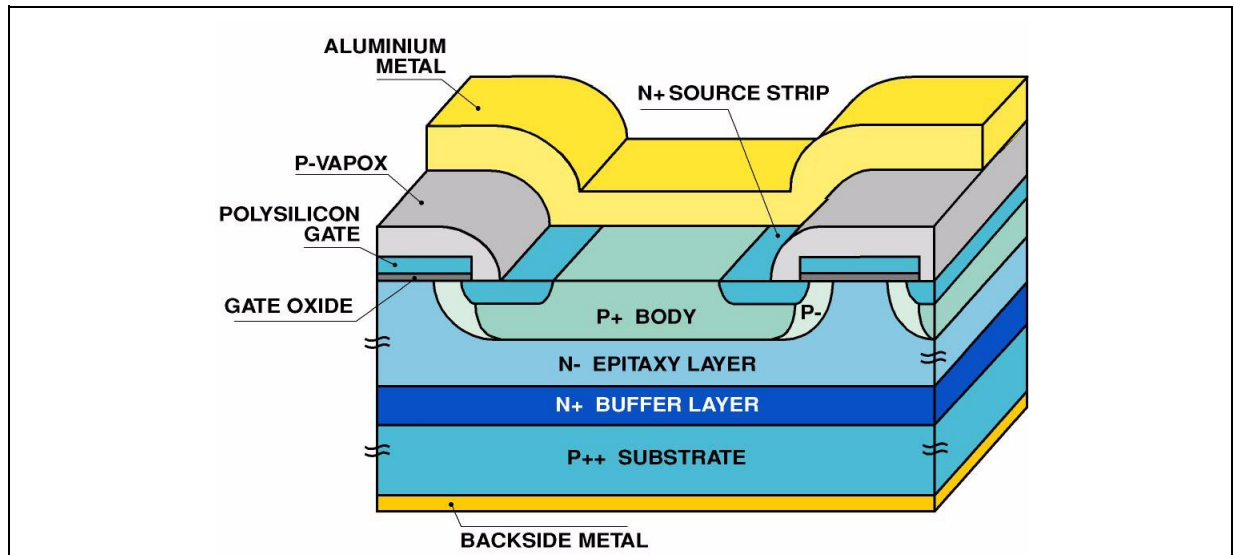 ALUMINIUM
METAL
N+ SOURCE STRIP
P-VAPOX
POLYSILICON
GATE
GATE OXIDE
P+ BODY
P-
N- EPITAXY LAYER
N+ BUFFER LAYER
P++ SUBSTRATE
BACKSIDE METAL